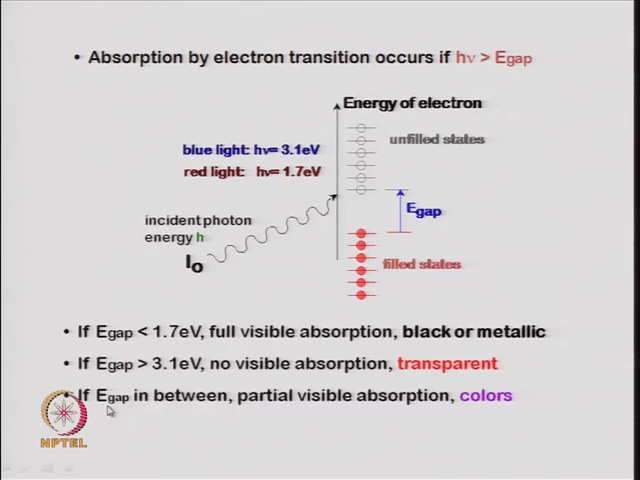 • Absorption by electron transition occurs if hν > Egap
Energy of electron
unfilled states
blue light: hν= 3.1eV
red light: hν= 1.7eV
Egap
incident photon
energy h
Io
filled states
• If Egap < 1.7eV, full visible absorption, black or metallic
• If Egap > 3.1eV, no visible absorption, transparent
• If Egap in between, partial visible absorption, colors
NPTEL